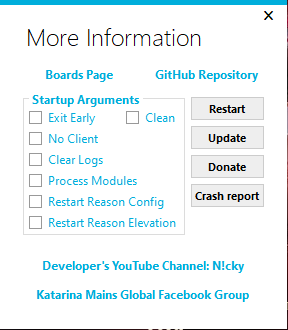 More Information
Boards Page GitHub Repository
Startup Arguments
Exit Early Clean
No Client
Clear Logs
Process Modules
Restart Reason Config
Restart Reason Elevation
Restart
Update
Donate
Crash report
Developer's YouTube Channel: N!cky
Katarina Mains Global Facebook Group